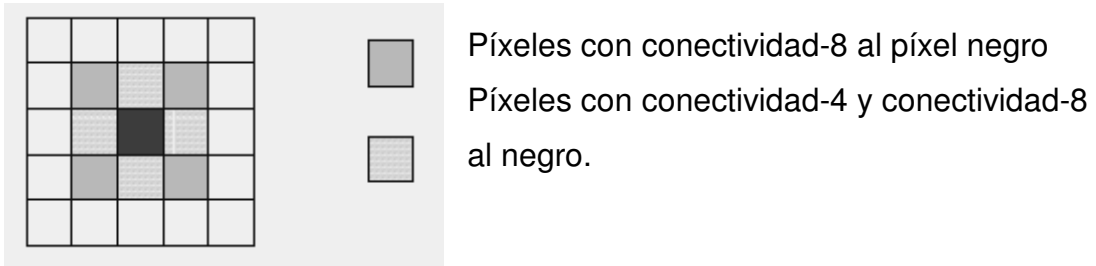 Píxeles con conectividad-8 al píxel negro
Píxeles con conectividad-4 y conectividad-8
al negro.